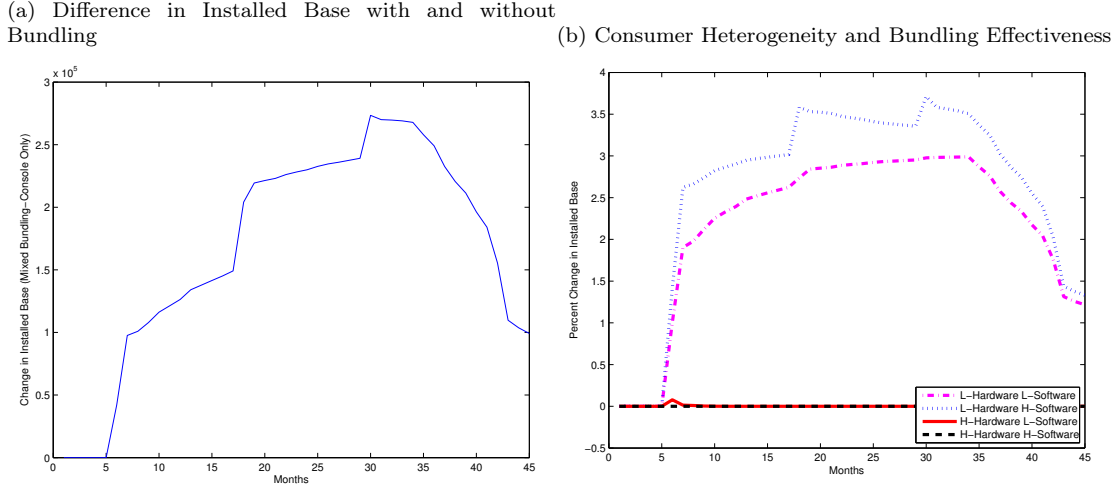 (a) Difference in Installed Base with and without
Bundling
(b) Consumer Heterogeneity and Bundling Effectiveness
x 10^5
3
2.5
2
1.5
1
0.5
0
Change in Installed Base (Mixed Bundling−Console Only)
0 5 10 15 20 25 30 35 40 45
Months
4
3.5
3
2.5
2
1.5
1
0.5
0
−0.5
Percent Change in Installed Base
0 5 10 15 20 25 30 35 40 45
Months
L−Hardware L−Software
L−Hardware H−Software
H−Hardware L−Software
H−Hardware H−Software